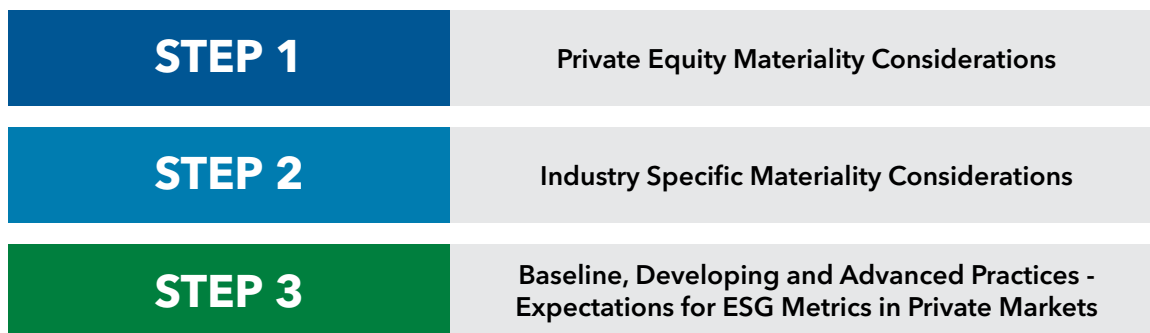 STEP 1
Private Equity Materiality Considerations
STEP 2
Industry Specific Materiality Considerations
STEP 3
Baseline, Developing and Advanced Practices -
Expectations for ESG Metrics in Private Markets